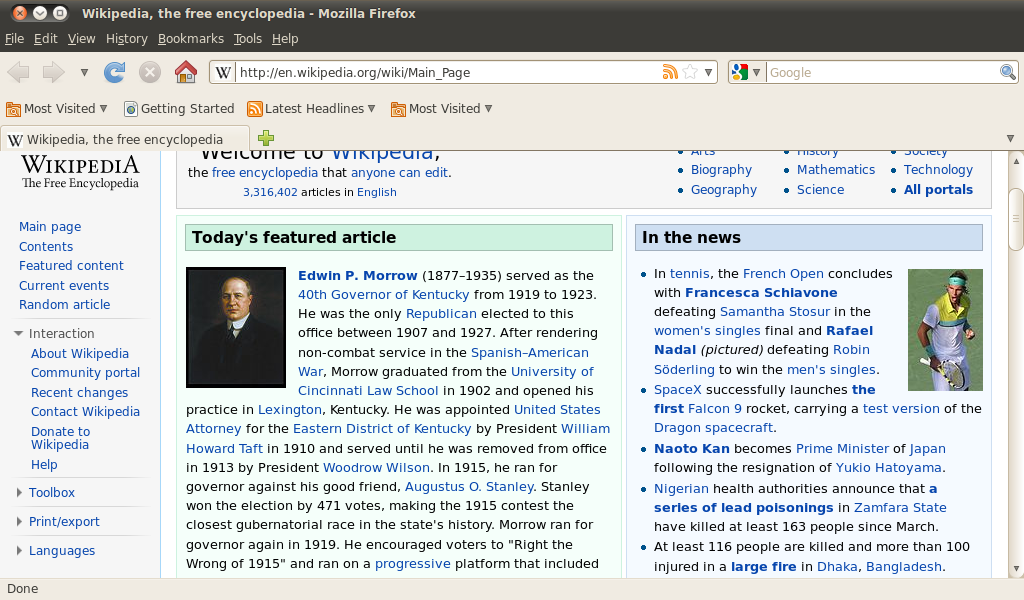 Wikipedia, the free encyclopedia - Mozilla Firefox
File Edit View History Bookmarks Tools Help
W http://en.wikipedia.org/wiki/Main_Page Google
Most Visited Getting Started Latest Headlines Most Visited
W Wikipedia, the free encyclopedia
WIKIPEDIA
The Free Encyclopedia
Main page
Contents
Featured content
Current events
Random article
Interaction
About Wikipedia
Community portal
Recent changes
Contact Wikipedia
Donate to
Wikipedia
Help
Toolbox
Print/export
Languages
Welcome to Wikipedia,
the free encyclopedia that anyone can edit.
3,316,402 articles in English
Arts
Biography
Geography
History
Mathematics
Science
Society
Technology
All portals
Today's featured article
Edwin P. Morrow (1877–1935) served as the
40th Governor of Kentucky from 1919 to 1923.
He was the only Republican elected to this
office between 1907 and 1927. After rendering
non-combat service in the Spanish–American
War, Morrow graduated from the University of
Cincinnati Law School in 1902 and opened his
practice in Lexington, Kentucky. He was appointed United States
Attorney for the Eastern District of Kentucky by President William
Howard Taft in 1910 and served until he was removed from office
in 1913 by President Woodrow Wilson. In 1915, he ran for
governor against his good friend, Augustus O. Stanley. Stanley
won the election by 471 votes, making the 1915 contest the
closest gubernatorial race in the state's history. Morrow ran for
governor again in 1919. He encouraged voters to "Right the
Wrong of 1915" and ran on a progressive platform that included
In the news
In tennis, the French Open concludes
with Francesca Schiavone
defeating Samantha Stosur in the
women's singles final and Rafael
Nadal (pictured) defeating Robin
Söderling to win the men's singles.
SpaceX successfully launches the
first Falcon 9 rocket, carrying a test version of the
Dragon spacecraft.
Naoto Kan becomes Prime Minister of Japan
following the resignation of Yukio Hatoyama.
Nigerian health authorities announce that a
series of lead poisonings in Zamfara State
have killed at least 163 people since March.
At least 116 people are killed and more than 100
injured in a large fire in Dhaka, Bangladesh.
Done